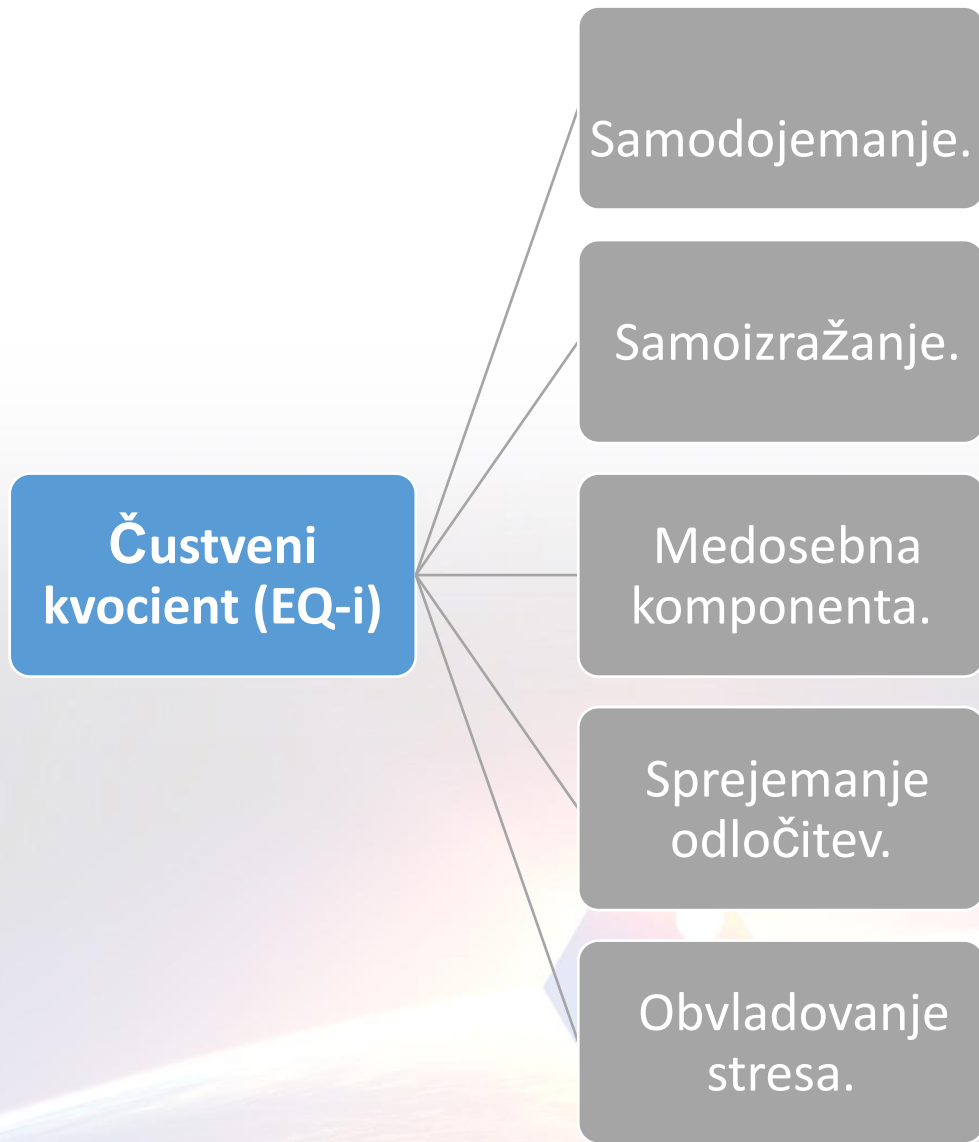 Samodojemanje.
Samoizražanje.
Čustveni
kvocient (EQ-i)
Medosebna
komponenta.
Sprejemanje
odločitev.
Obvladovanje
stresa.